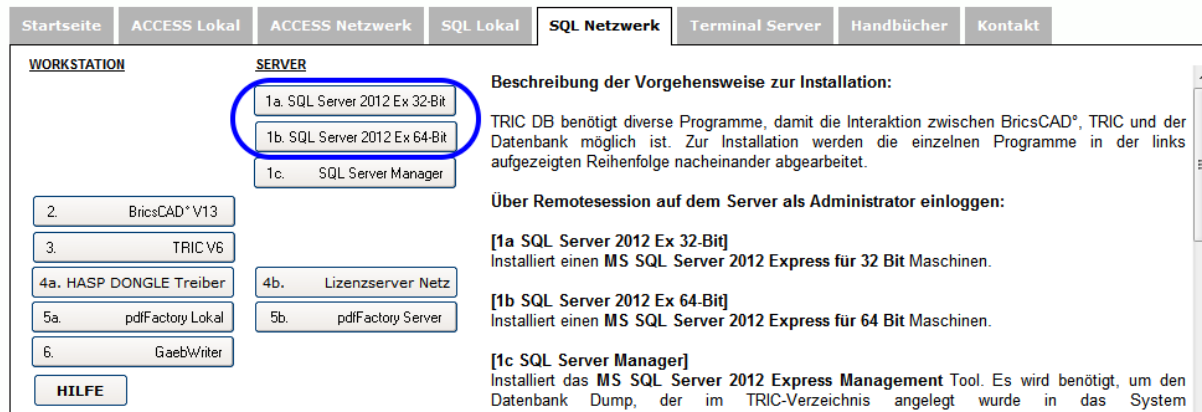 Startseite ACCESS Lokal ACCESS Netzwerk SQL Lokal SQL Netzwerk Terminal Server Handbücher Kontakt
WORKSTATION SERVER
1a. SQL Server 2012 Ex 32-Bit
1b. SQL Server 2012 Ex 64-Bit
1c. SQL Server Manager
2. BricsCAD° V13
3. TRIC V6
4a. HASP DONGLE Treiber 4b. Lizenzserver Netz
5a. pdfFactory Lokal 5b. pdfFactory Server
6. GaebWriter
HILFE
Beschreibung der Vorgehensweise zur Installation:
TRIC DB benötigt diverse Programme, damit die Interaktion zwischen BricsCAD°, TRIC und der
Datenbank möglich ist. Zur Installation werden die einzelnen Programme in der links
aufgezeigten Reihenfolge nacheinander abgearbeitet.
Über Remotesession auf dem Server als Administrator einloggen:
[1a SQL Server 2012 Ex 32-Bit]
Installiert einen MS SQL Server 2012 Express für 32 Bit Maschinen.
[1b SQL Server 2012 Ex 64-Bit]
Installiert einen MS SQL Server 2012 Express für 64 Bit Maschinen.
[1c SQL Server Manager]
Installiert das MS SQL Server 2012 Express Management Tool. Es wird benötigt, um den
Datenbank Dump, der im TRIC-Verzeichnis angelegt wurde in das System